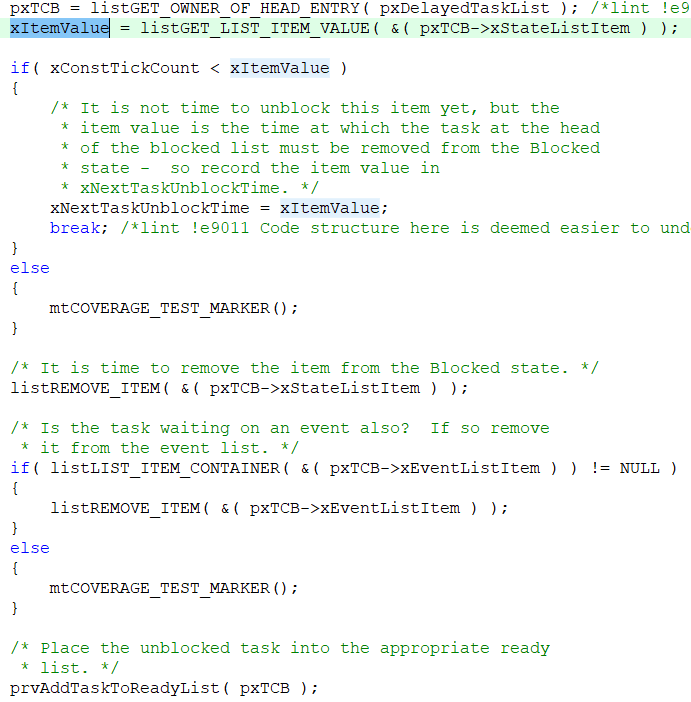 pxTCB = listGET_OWNER_OF_HEAD_ENTRY( pxDelayedTaskList ); /*lint !e9
xItemValue = listGET_LIST_ITEM_VALUE( &( pxTCB->xStateListItem ) );
if( xConstTickCount < xItemValue )
{
/* It is not time to unblock this item yet, but the
* item value is the time at which the task at the head
* of the blocked list must be removed from the Blocked
* state -  so record the item value in
* xNextTaskUnblockTime. */
xNextTaskUnblockTime = xItemValue;
break; /*lint !e9011 Code structure here is deemed easier to und
}
else
{
mtCOVERAGE_TEST_MARKER();
}
/* It is time to remove the item from the Blocked state. */
listREMOVE_ITEM( &( pxTCB->xStateListItem ) );
/* Is the task waiting on an event also?  If so remove
* it from the event list. */
if( listLIST_ITEM_CONTAINER( &( pxTCB->xEventListItem ) ) != NULL )
{
listREMOVE_ITEM( &( pxTCB->xEventListItem ) );
}
else
{
mtCOVERAGE_TEST_MARKER();
}
/* Place the unblocked task into the appropriate ready
* list. */
prvAddTaskToReadyList( pxTCB );